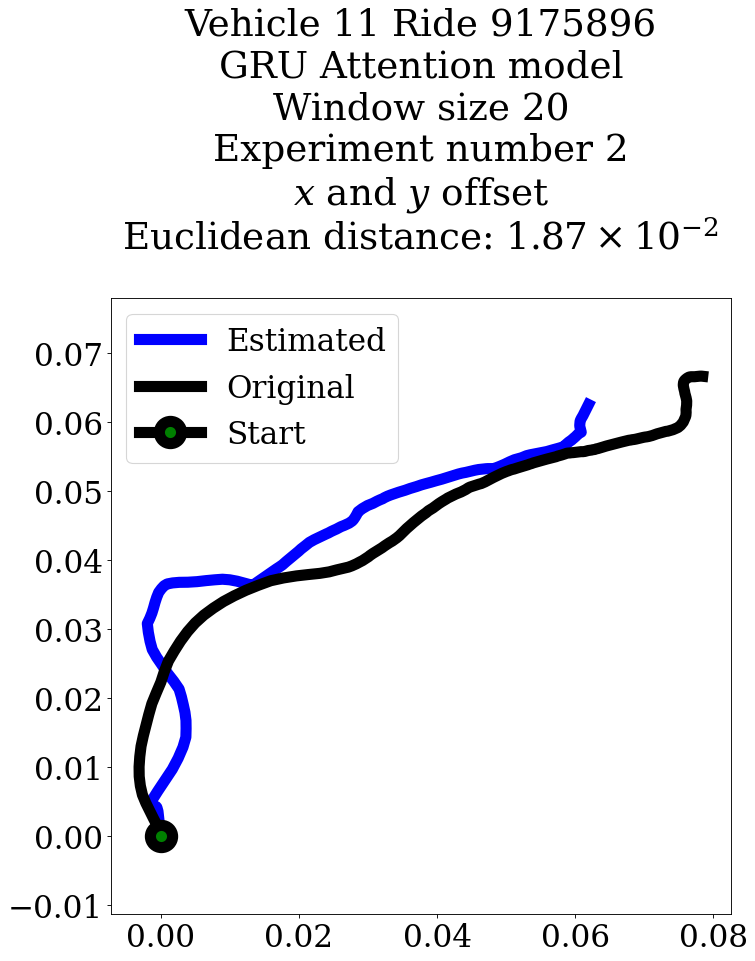 Vehicle 11 Ride 9175896
GRU Attention model
Window size 20
Experiment number 2
x and y offset
Euclidean distance: 1.87 × 10⁻²
Estimated
Original
Start
0.07
0.06
0.05
0.04
0.03
0.02
0.01
0.00
−0.01
0.00 0.02 0.04 0.06 0.08